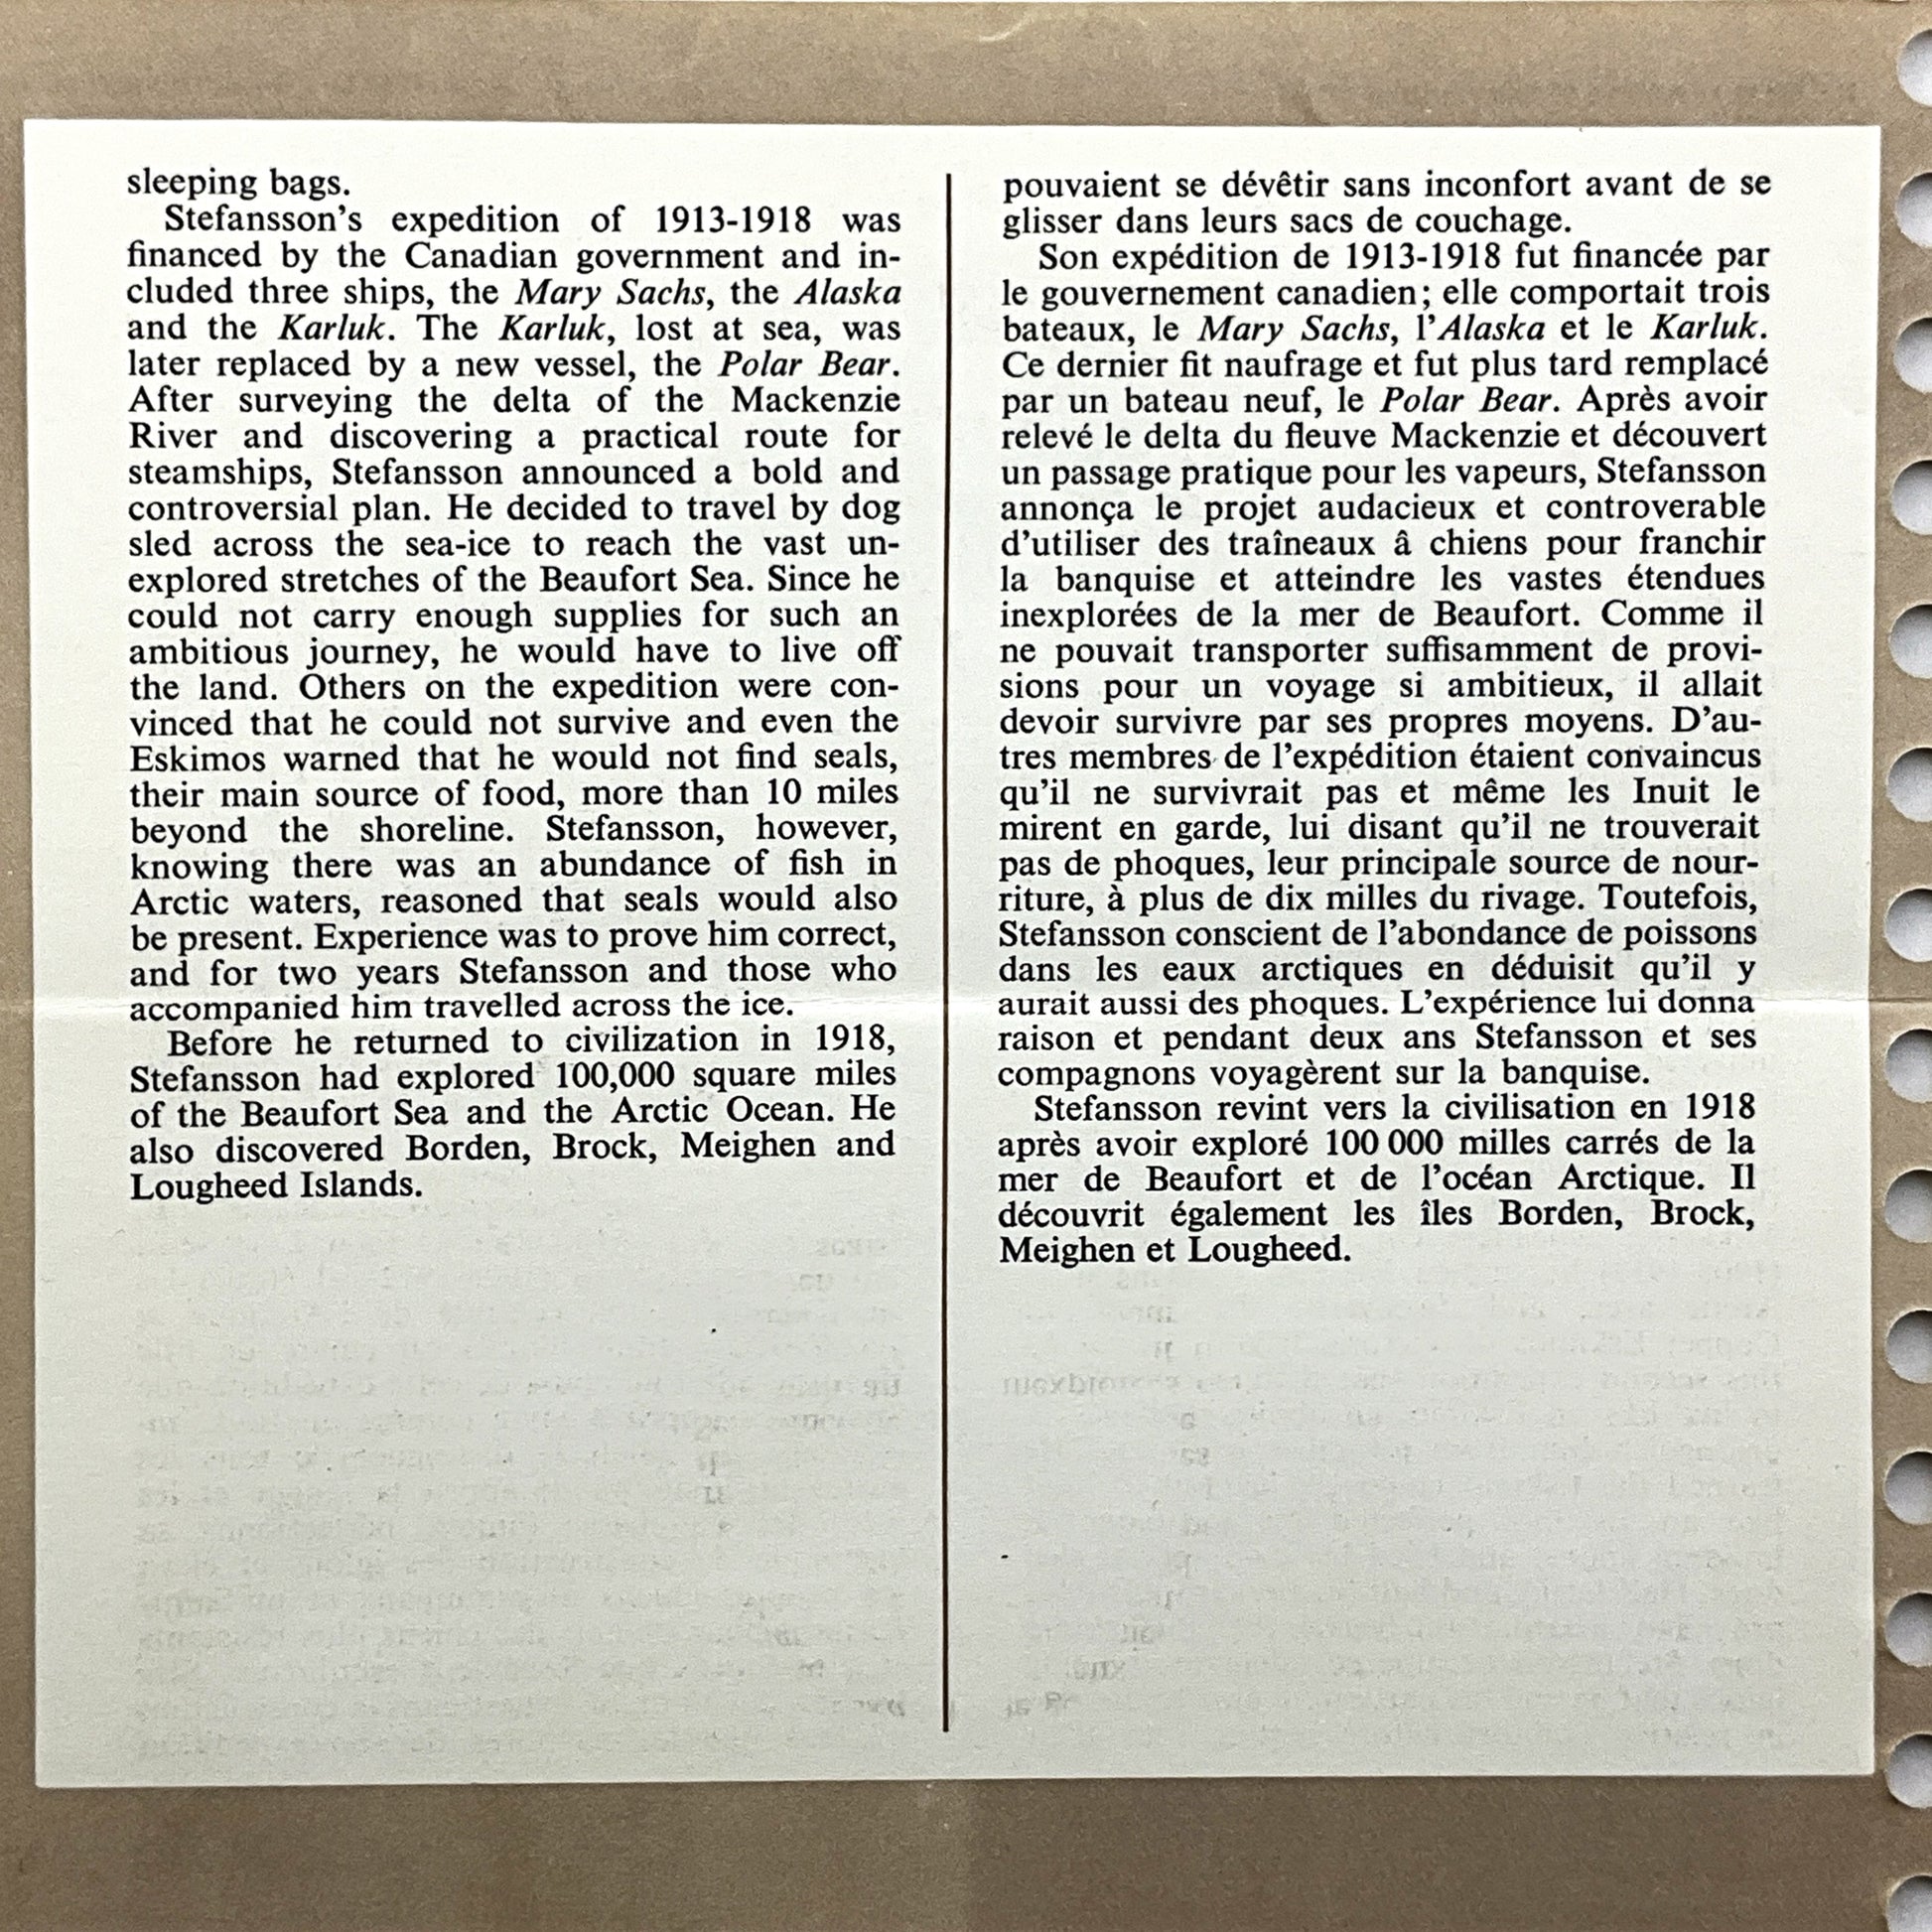 sleeping bags.
Stefansson's expedition of 1913-1918 was
financed by the Canadian government and in-
cluded three ships, the Mary Sachs, the Alaska
and the Karluk. The Karluk, lost at sea, was
later replaced by a new vessel, the Polar Bear.
After surveying the delta of the Mackenzie
River and discovering a practical route for
steamships, Stefansson announced a bold and
controversial plan. He decided to travel by dog
sled across the sea-ice to reach the vast un-
explored stretches of the Beaufort Sea. Since he
could not carry enough supplies for such an
ambitious journey, he would have to live off
the land. Others on the expedition were con-
vinced that he could not survive and even the
Eskimos warned that he would not find seals,
their main source of food, more than 10 miles
beyond the shoreline. Stefansson, however,
knowing there was an abundance of fish in
Arctic waters, reasoned that seals would also
be present. Experience was to prove him correct,
and for two years Stefansson and those who
accompanied him travelled across the ice.
Before he returned to civilization in 1918,
Stefansson had explored 100,000 square miles
of the Beaufort Sea and the Arctic Ocean. He
also discovered Borden, Brock, Meighen and
Lougheed Islands.
pouvaient se dévêtir sans inconfort avant de se
glisser dans leurs sacs de couchage.
Son expédition de 1913-1918 fut financée par
le gouvernement canadien; elle comportait trois
bateaux, le Mary Sachs, l'Alaska et le Karluk.
Ce dernier fit naufrage et fut plus tard remplacé
par un bateau neuf, le Polar Bear. Après avoir
relevé le delta du fleuve Mackenzie et découvert
un passage pratique pour les vapeurs, Stefansson
annonça le projet audacieux et controverable
d'utiliser des traîneaux â chiens pour franchir
la banquise et atteindre les vastes étendues
inexplorées de la mer de Beaufort. Comme il
ne pouvait transporter suffisamment de provi-
sions pour un voyage si ambitieux, il allait
devoir survivre par ses propres moyens. D'au-
tres membres de l'expédition étaient convaincus
qu'il ne survivrait pas et même les Inuit le
mirent en garde, lui disant qu'il ne trouverait
pas de phoques, leur principale source de nour-
riture, à plus de dix milles du rivage. Toutefois,
Stefansson conscient de l'abondance de poissons
dans les eaux arctiques en déduisit qu'il y
aurait aussi des phoques. L'expérience lui donna
raison et pendant deux ans Stefansson et ses
compagnons voyagèrent sur la banquise.
Stefansson revint vers la civilisation en 1918
après avoir exploré 100 000 milles carrés de la
mer de Beaufort et de l'océan Arctique. Il
découvrit également les îles Borden, Brock,
Meighen et Lougheed.